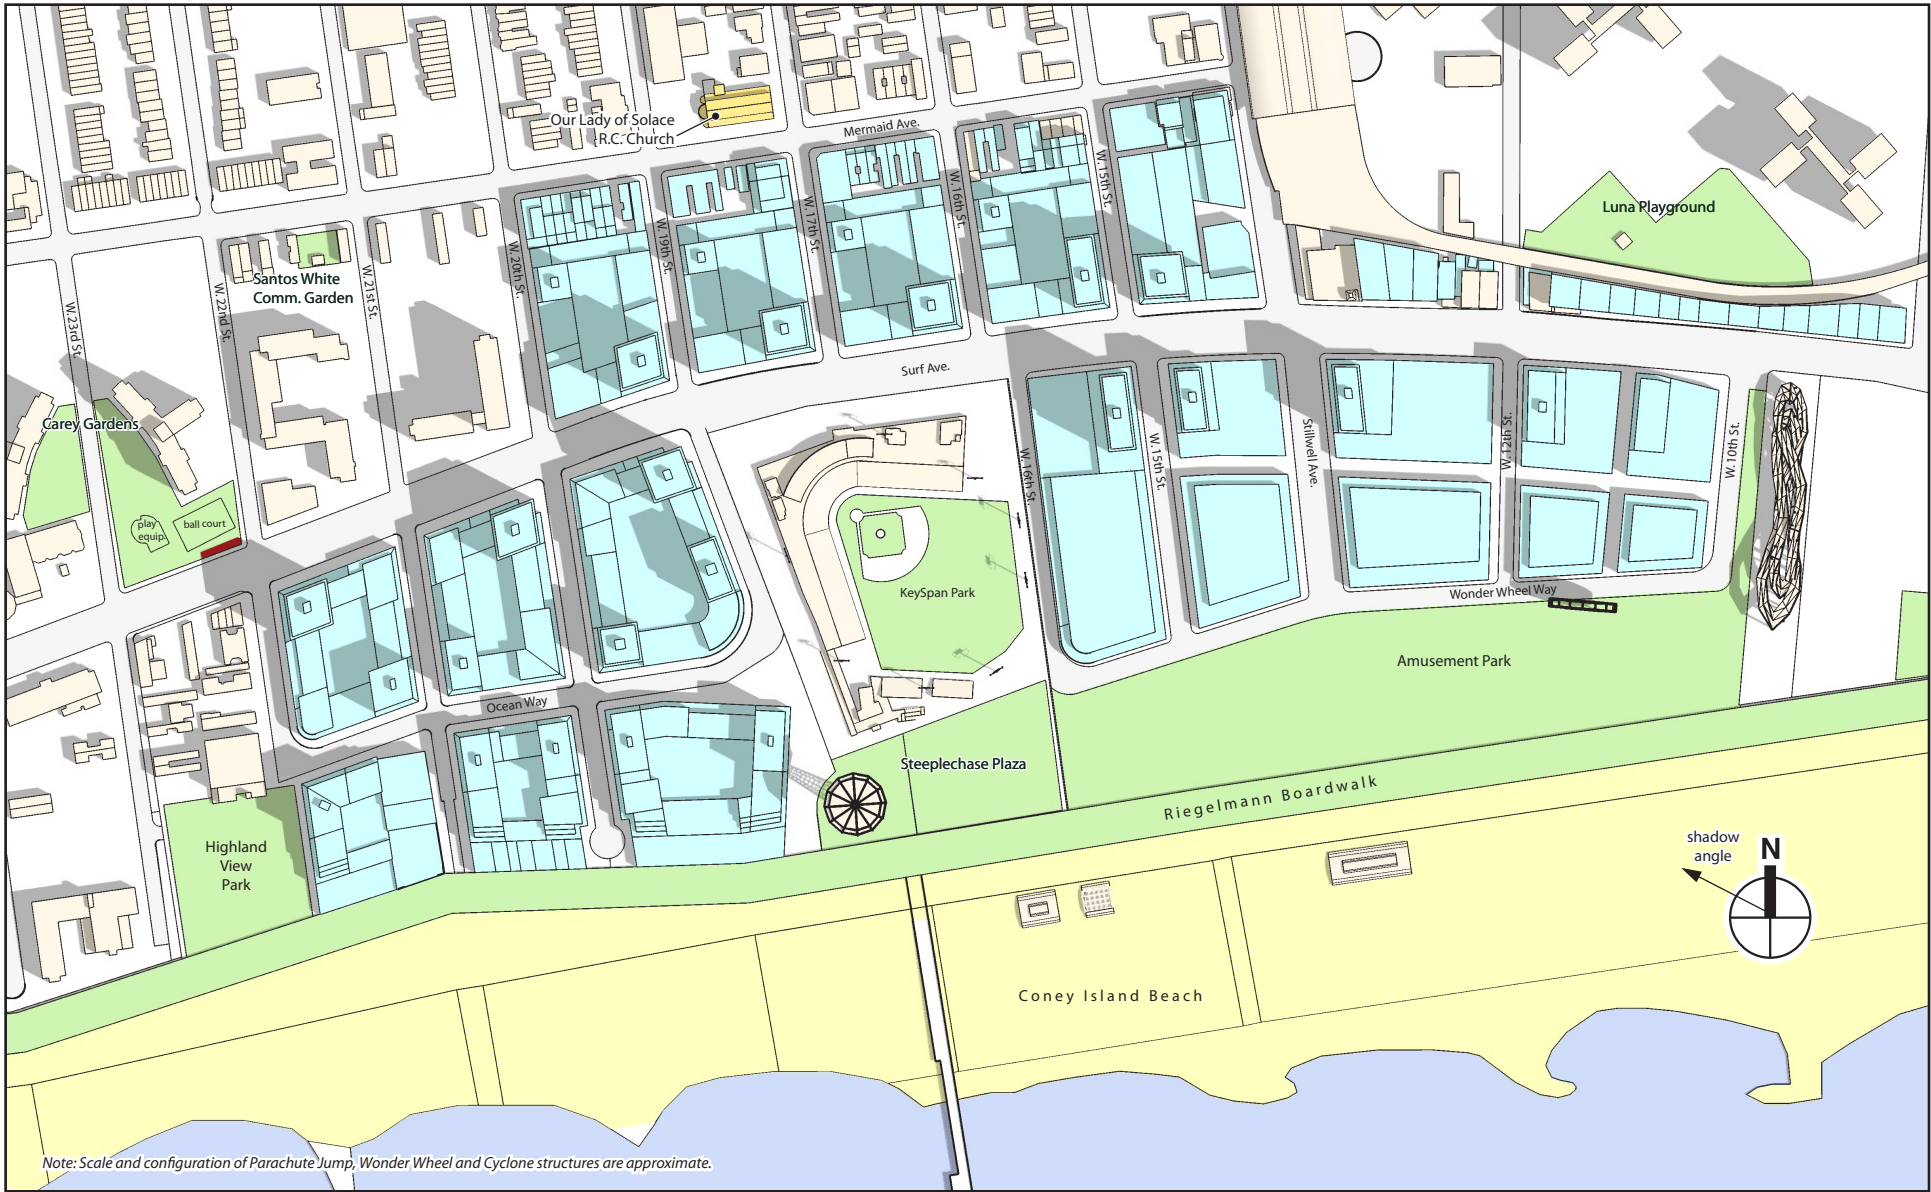 Our Lady of Solace
R.C. Church
Mermaid Ave.
W. 15th St.
W. 16th St.
W. 17th St.
W. 19th St.
W. 20th St.
Luna Playground
Santos White
Comm. Garden
W. 21st St.
W. 22nd St.
W. 23rd St.
Surf Ave.
Carey Gardens
W. 16th St.
W. 15th St.
Stillwell Ave.
W. 12th St.
W. 10th St.
play
equip.
ball court
KeySpan Park
Wonder Wheel Way
Amusement Park
Ocean Way
Steeplechase Plaza
Riegelmann Boardwalk
Highland
View
Park
shadow
angle
N
Coney Island Beach
Note: Scale and configuration of Parachute Jump, Wonder Wheel and Cyclone structures are approximate.